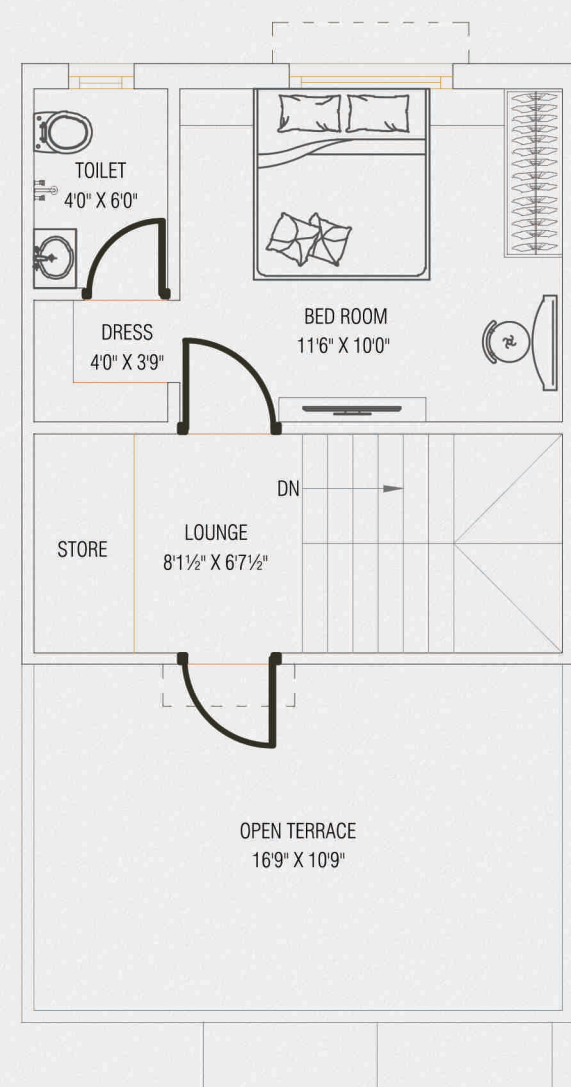 TOILET
4'0" X 6'0"
BED ROOM
11'6" X 10'0"
DRESS
4'0" X 3'9"
DN
STORE
LOUNGE
8'1½" X 6'7½"
OPEN TERRACE
16'9" X 10'9"